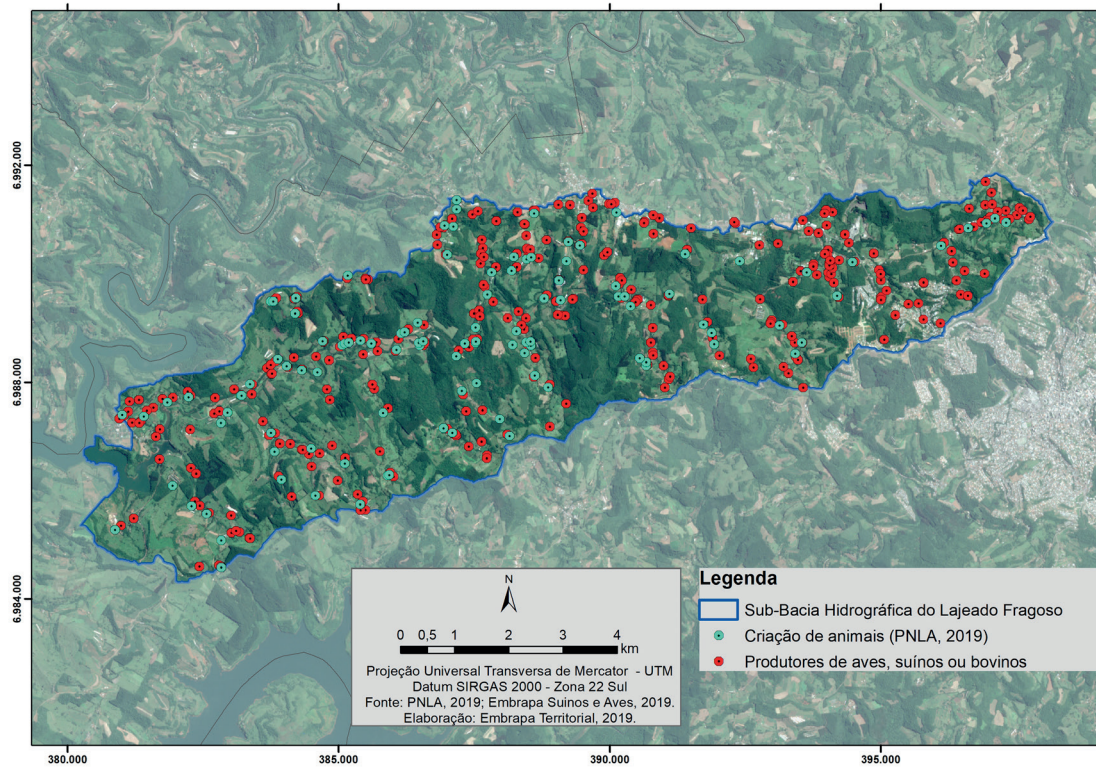 6.992.000
6.988.000
6.984.000
380.000
385.000
390.000
395.000
N
0 0,5 1 2 3 4
km
Projeção Universal Transversa de Mercator - UTM
Datum SIRGAS 2000 - Zona 22 Sul
Fonte: PNLA, 2019; Embrapa Suinos e Aves, 2019.
Elaboração: Embrapa Territorial, 2019.
Legenda
Sub-Bacia Hidrográfica do Lajeado Fragoso
Criação de animais (PNLA, 2019)
Produtores de aves, suínos ou bovinos